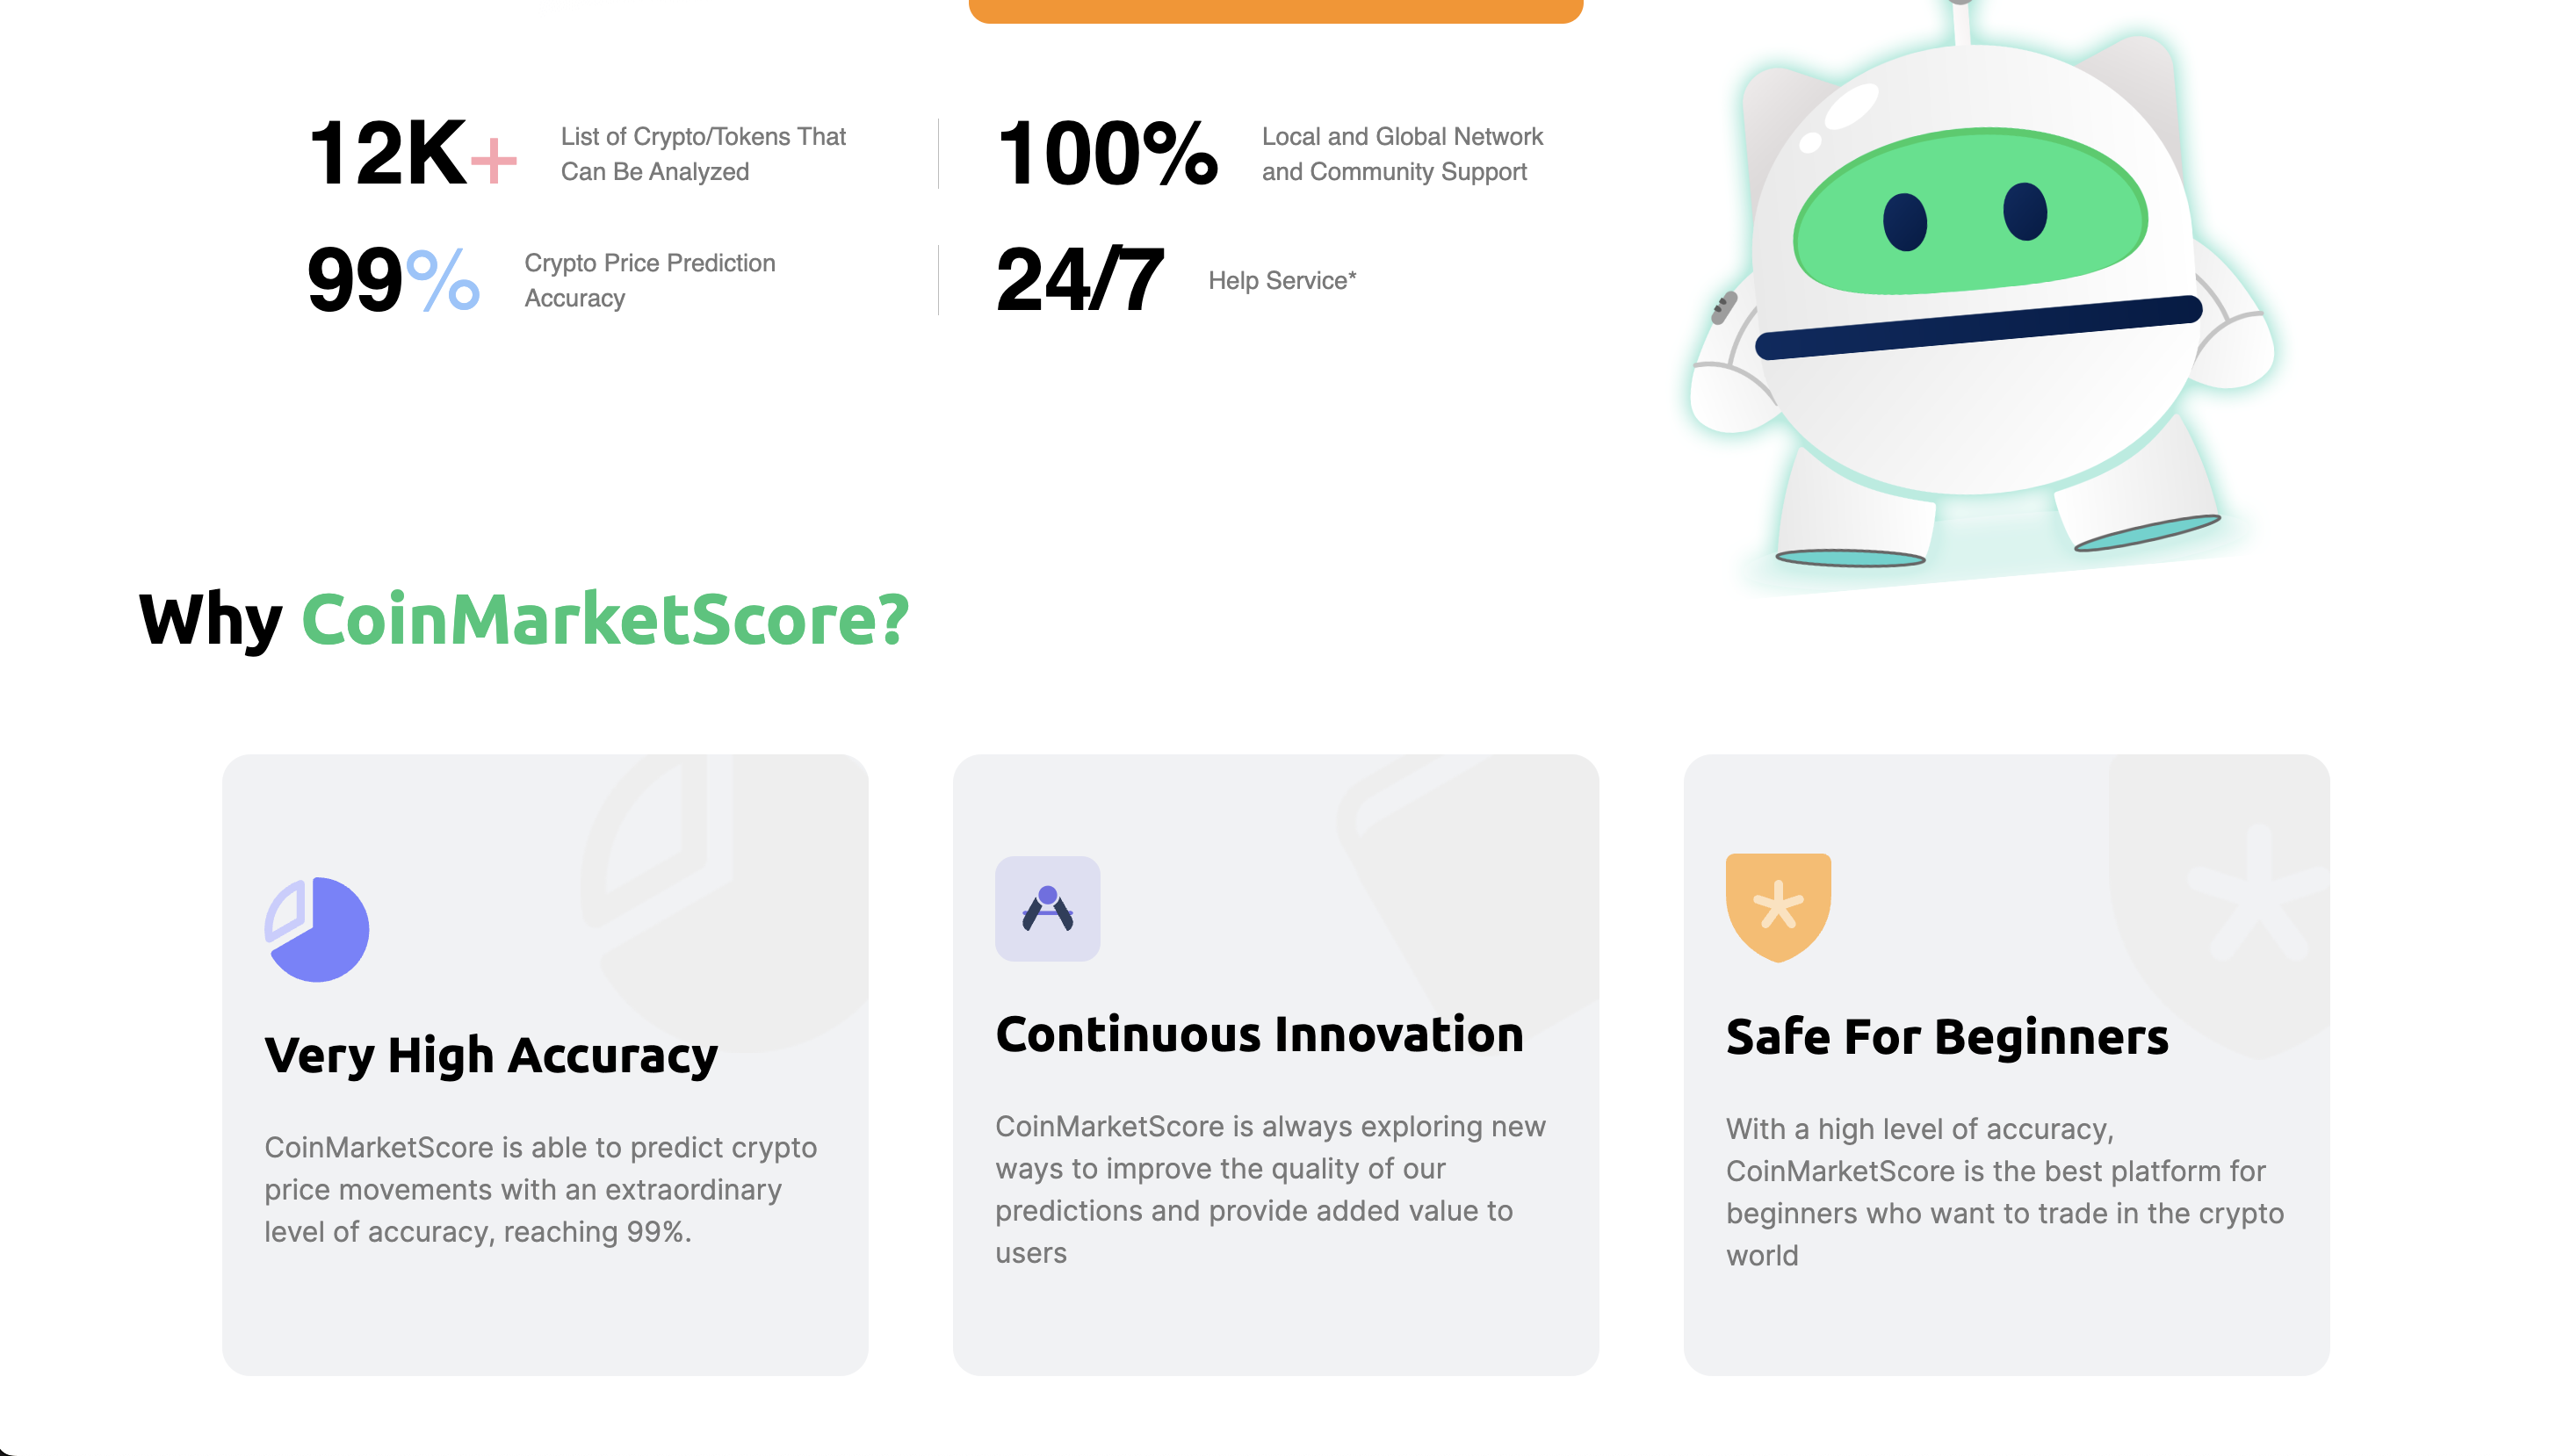 12K+
List of Crypto/Tokens That
Can Be Analyzed
100%
Local and Global Network
and Community Support
99%
Crypto Price Prediction
Accuracy
24/7
Help Service*
Why CoinMarketScore?
Very High Accuracy
CoinMarketScore is able to predict crypto
price movements with an extraordinary
level of accuracy, reaching 99%.
Continuous Innovation
CoinMarketScore is always exploring new
ways to improve the quality of our
predictions and provide added value to
users
Safe For Beginners
With a high level of accuracy,
CoinMarketScore is the best platform for
beginners who want to trade in the crypto
world